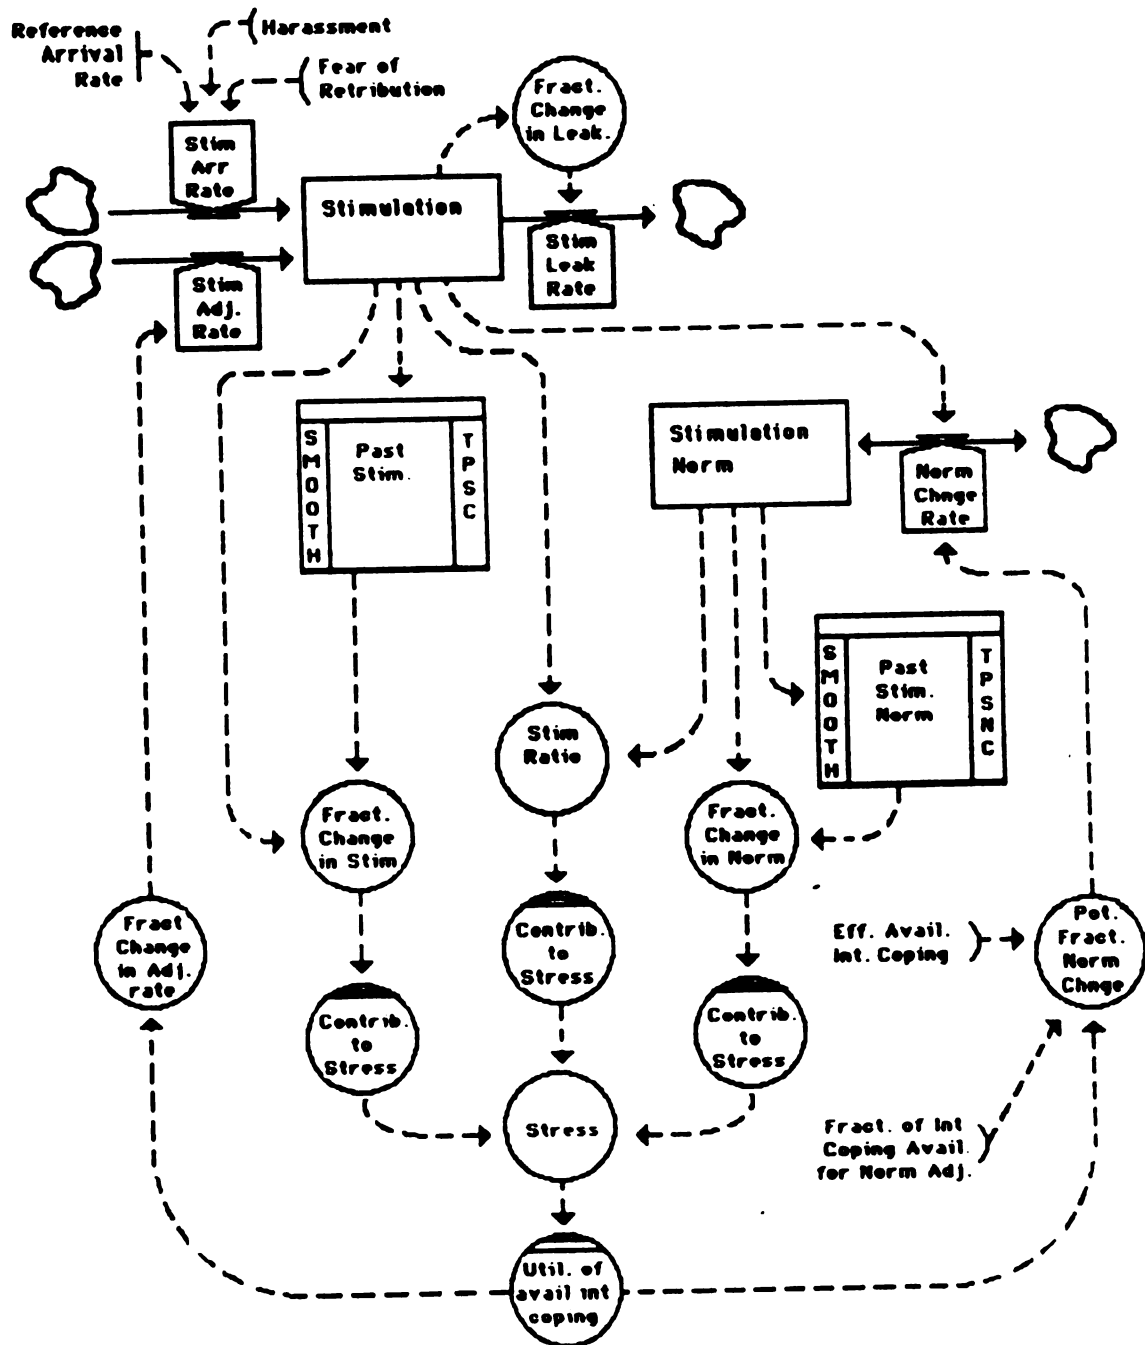 Reference
Arrival
Rate
Harassment
Fear of
Retribution
Fract.
Change
in Leak.
Stim
Arr
Rate
Stimulation
Stim
Leak
Rate
Stim
Adj.
Rate
SMOOTH
Past
Stim.
TPSC
Stimulation
Norm
Norm
Chnge
Rate
SMOOTH
Past
Stim.
Norm
TPSNC
Stim
Ratio
Fract.
Change
in Stim
Fract.
Change
in Norm
Fract
Change
in Adj.
rate
Contrib.
to
Stress
Eff. Avail.
Int. Coping
Pot.
Fract.
Norm
Chnge
Contrib.
to
Stress
Contrib.
to
Stress
Stress
Fract. of Int
Coping Avail.
for Norm Adj.
Util. of
avail int
coping